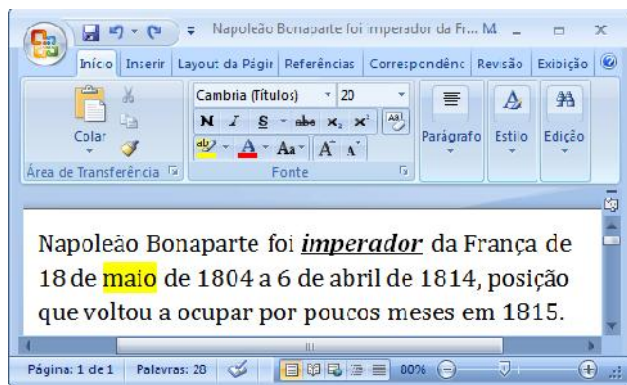 Napoleão Bonaparte foi imperador da Fr... M
Início Inserir Layout da Págir Referências Correspondênc Revisão Exibição
Cambria (Títulos) 20
N I S abc x₂ x²
Colar
ab A Aa A A
Parágrafo Estilo Edição
Área de Transferência Fonte
Napoleão Bonaparte foi imperador da França de
18 de maio de 1804 a 6 de abril de 1814, posição
que voltou a ocupar por poucos meses em 1815.
Página: 1 de 1 Palavras: 28 80%